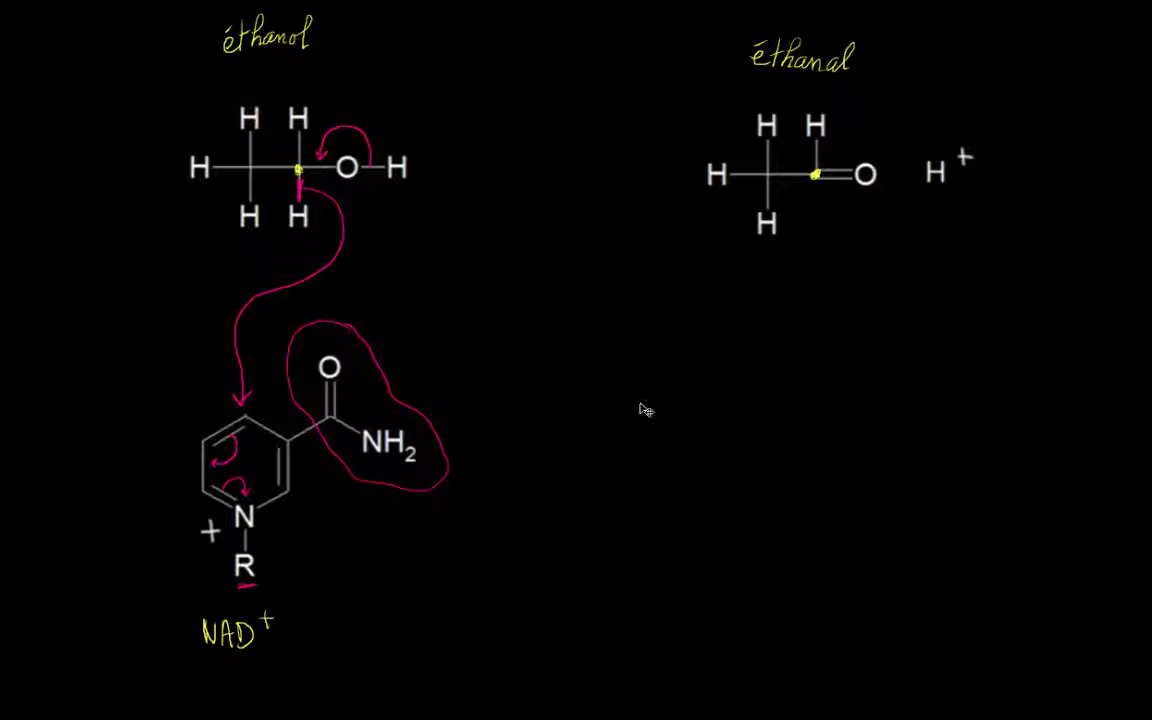 éthanol
éthanal
H H
H O H
H H
H H
H O H+
H
O
NH2
N
+
R
NAD+